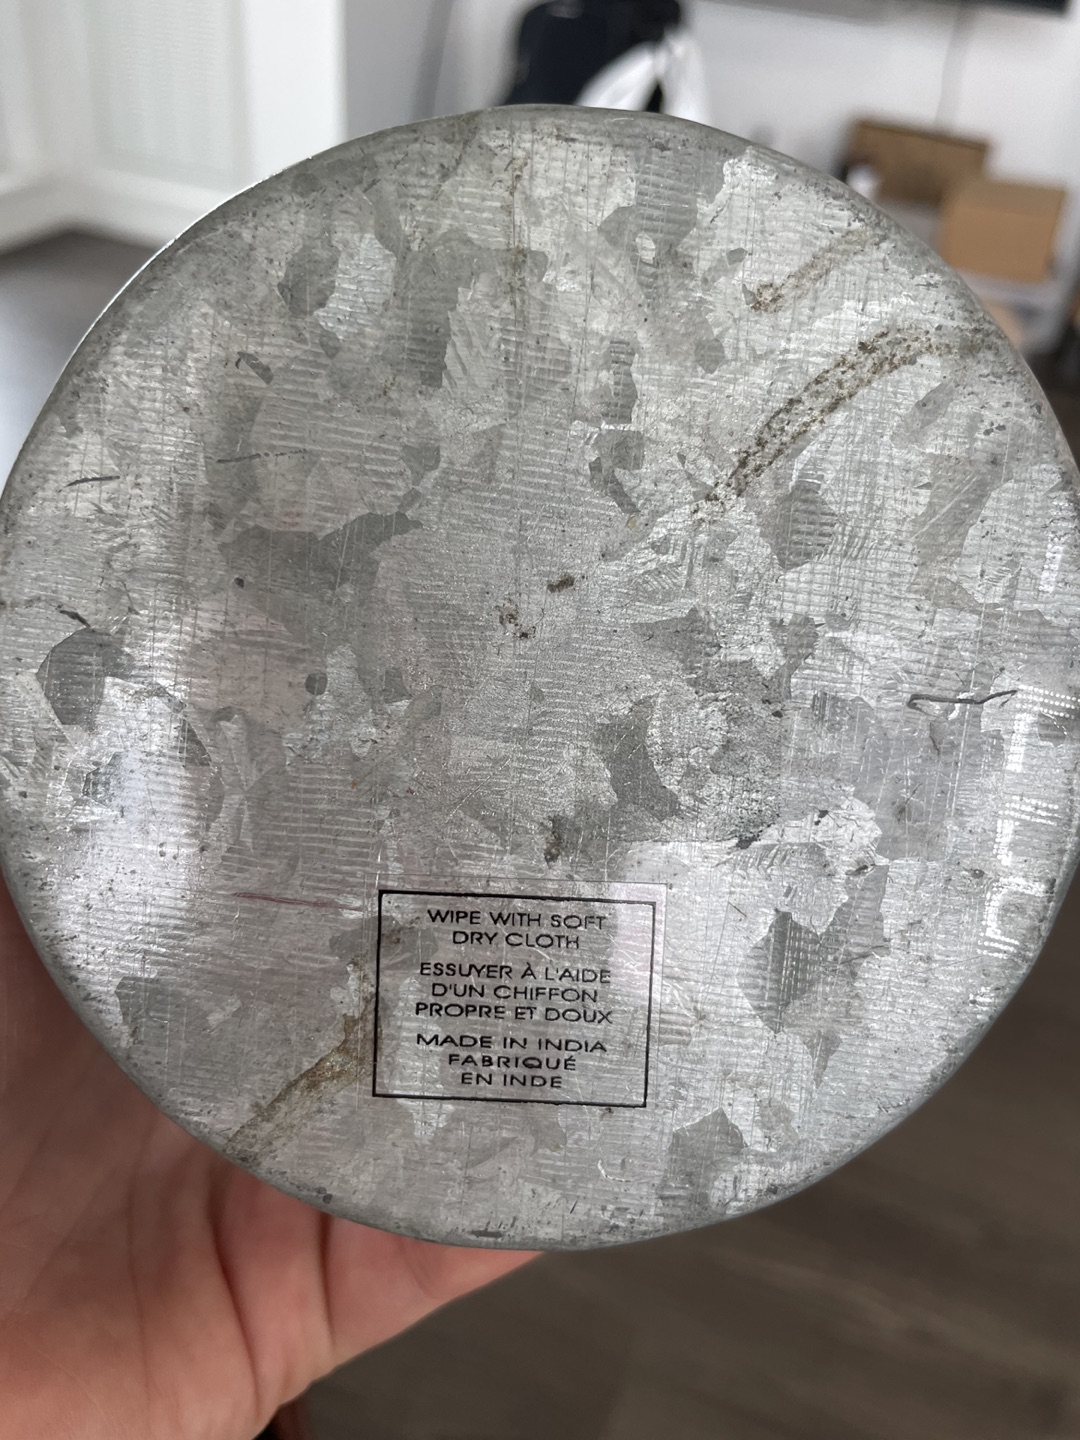 WIPE WITH SOFT
DRY CLOTH
ESSUYER À L'AIDE
D'UN CHIFFON
PROPRE ET DOUX
MADE IN INDIA
FABRIQUÉ
EN INDE